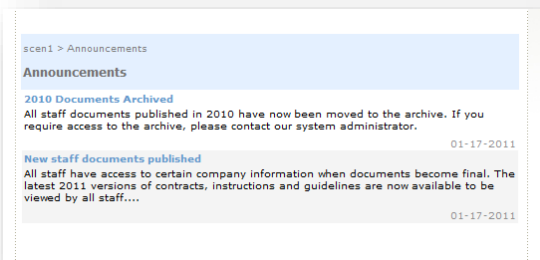 scen1 > Announcements
Announcements
2010 Documents Archived
All staff documents published in 2010 have now been moved to the archive. If you
require access to the archive, please contact our system administrator.
01-17-2011
New staff documents published
All staff have access to certain company information when documents become final. The
latest 2011 versions of contracts, instructions and guidelines are now available to be
viewed by all staff....
01-17-2011